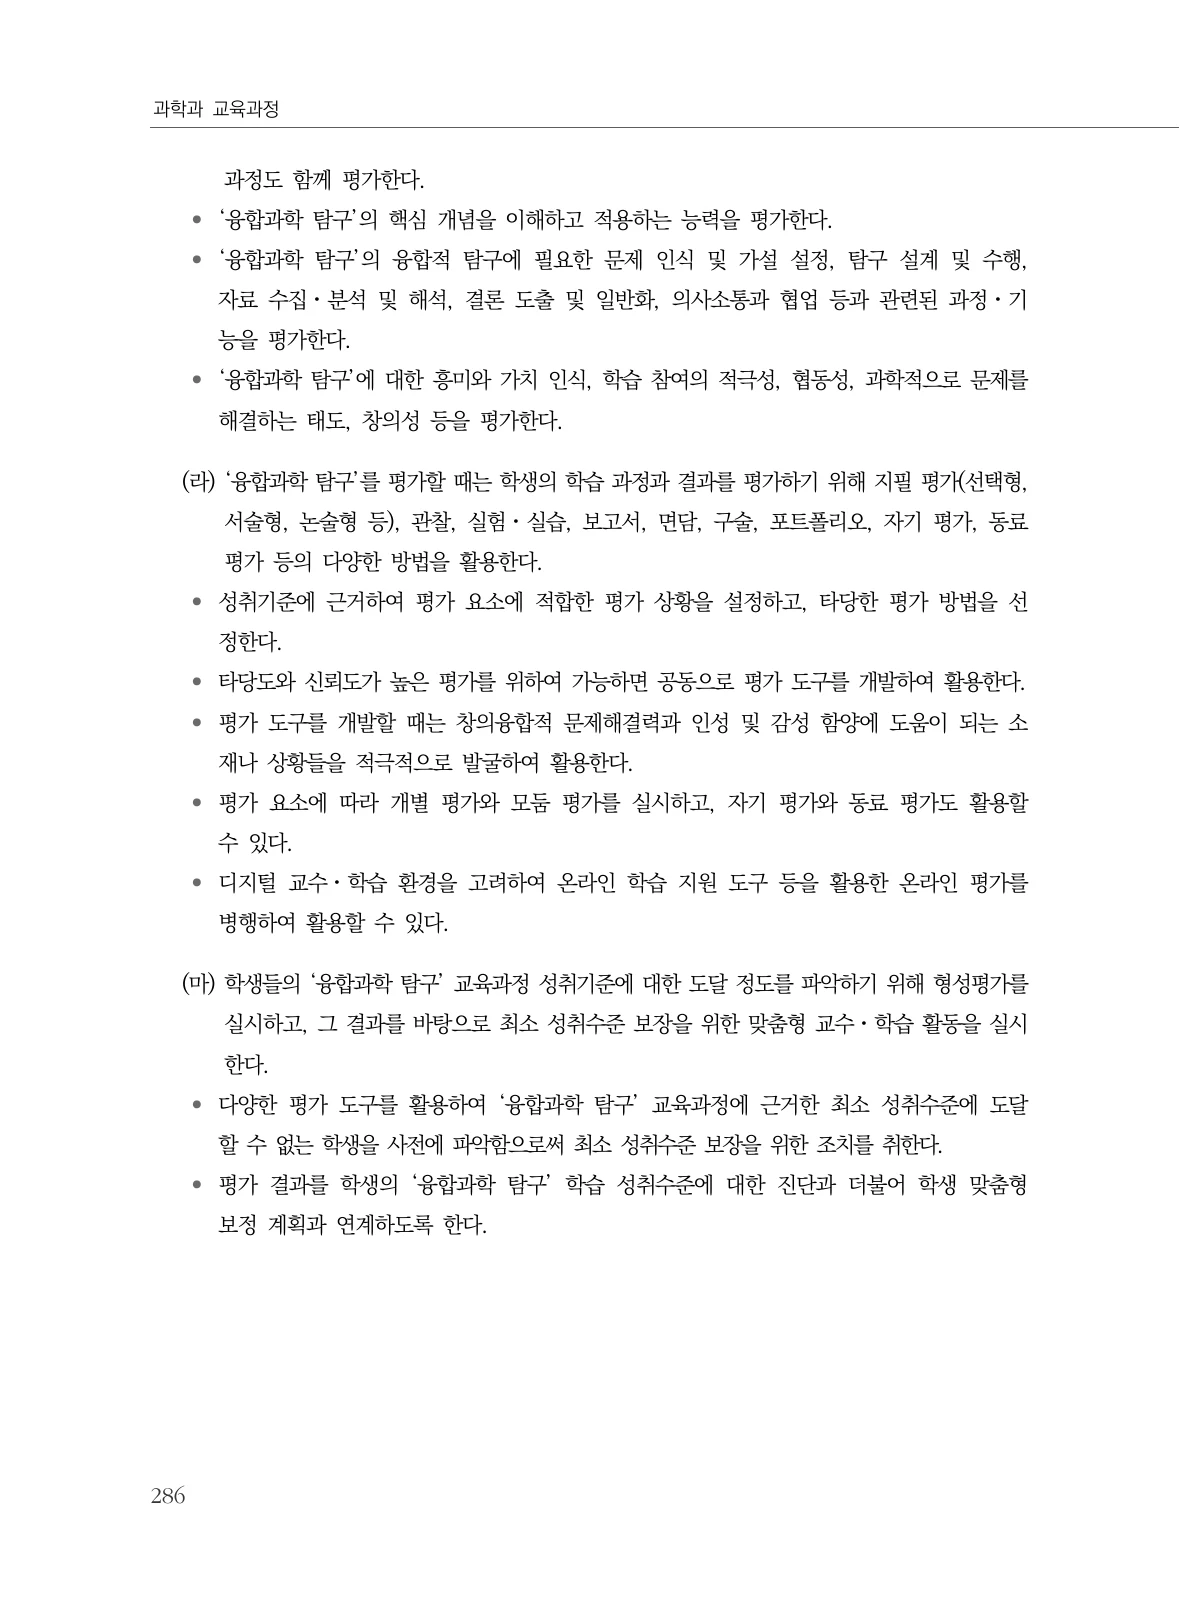 과학과 교육과정
과정도 함께 평가한다.
• ‘융합과학 탐구’의 핵심 개념을 이해하고 적용하는 능력을 평가한다.
• ‘융합과학 탐구’의 융합적 탐구에 필요한 문제 인식 및 가설 설정, 탐구 설계 및 수행,
자료 수집·분석 및 해석, 결론 도출 및 일반화, 의사소통과 협업 등과 관련된 과정·기
능을 평가한다.
• ‘융합과학 탐구’에 대한 흥미와 가치 인식, 학습 참여의 적극성, 협동성, 과학적으로 문제를
해결하는 태도, 창의성 등을 평가한다.
(라) ‘융합과학 탐구’를 평가할 때는 학생의 학습 과정과 결과를 평가하기 위해 지필 평가(선택형,
서술형, 논술형 등), 관찰, 실험·실습, 보고서, 면담, 구술, 포트폴리오, 자기 평가, 동료
평가 등의 다양한 방법을 활용한다.
• 성취기준에 근거하여 평가 요소에 적합한 평가 상황을 설정하고, 타당한 평가 방법을 선
정한다.
• 타당도와 신뢰도가 높은 평가를 위하여 가능하면 공동으로 평가 도구를 개발하여 활용한다.
• 평가 도구를 개발할 때는 창의융합적 문제해결력과 인성 및 감성 함양에 도움이 되는 소
재나 상황들을 적극적으로 발굴하여 활용한다.
• 평가 요소에 따라 개별 평가와 모둠 평가를 실시하고, 자기 평가와 동료 평가도 활용할
수 있다.
• 디지털 교수·학습 환경을 고려하여 온라인 학습 지원 도구 등을 활용한 온라인 평가를
병행하여 활용할 수 있다.
(마) 학생들의 ‘융합과학 탐구’ 교육과정 성취기준에 대한 도달 정도를 파악하기 위해 형성평가를
실시하고, 그 결과를 바탕으로 최소 성취수준 보장을 위한 맞춤형 교수·학습 활동을 실시
한다.
• 다양한 평가 도구를 활용하여 ‘융합과학 탐구’ 교육과정에 근거한 최소 성취수준에 도달
할 수 없는 학생을 사전에 파악함으로써 최소 성취수준 보장을 위한 조치를 취한다.
• 평가 결과를 학생의 ‘융합과학 탐구’ 학습 성취수준에 대한 진단과 더불어 학생 맞춤형
보정 계획과 연계하도록 한다.
286